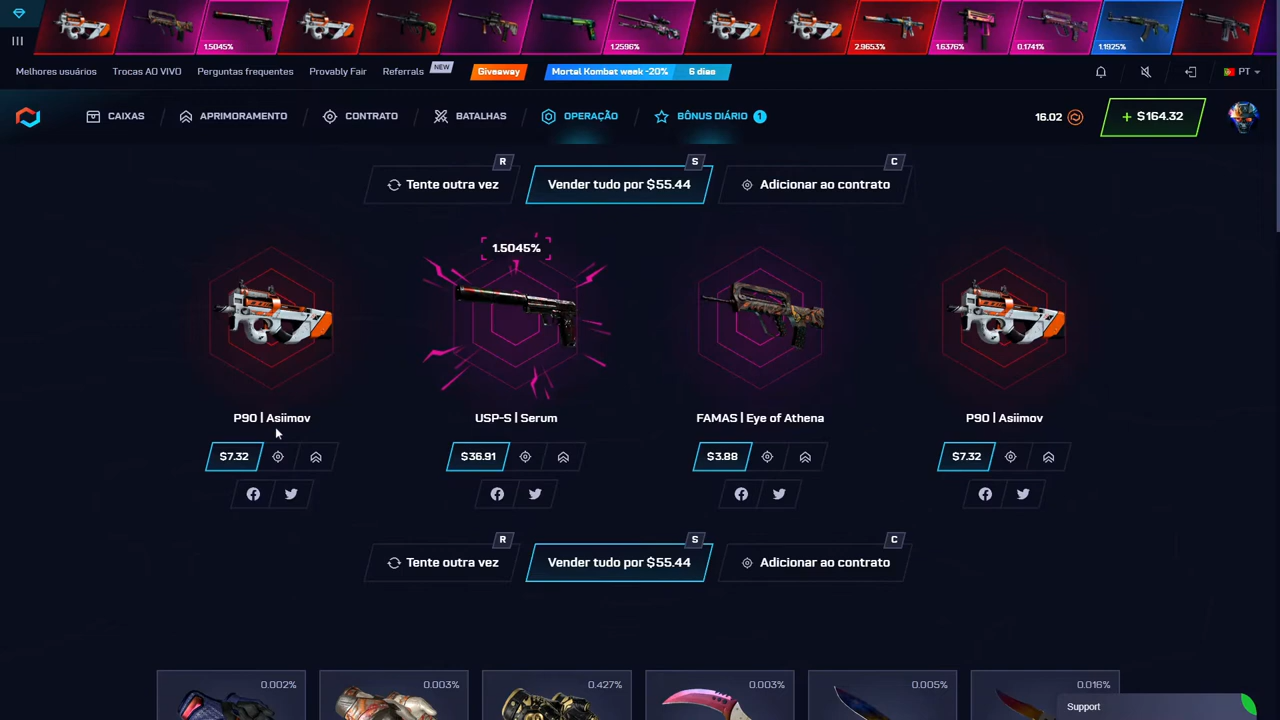 1.5045%
1.2596%
2.9653%
1.6376%
0.1741%
1.1925%
Melhores usuários
Trocas AO VIVO
Perguntas frequentes
Provably Fair
Referrals
NEW
Giveaway
Mortal Kombat week -20%
6 dias
PT
CAIXAS
APRIMORAMENTO
CONTRATO
BATALHAS
OPERAÇÃO
BÔNUS DIÁRIO 1
16.02
+ $164.32
R
Tente outra vez
S
Vender tudo por $55.44
C
Adicionar ao contrato
1.5045%
P90 | Asiimov
USP-S | Serum
FAMAS | Eye of Athena
P90 | Asiimov
$7.32
$36.91
$3.88
$7.32
R
Tente outra vez
S
Vender tudo por $55.44
C
Adicionar ao contrato
0.002%
0.003%
0.427%
0.003%
0.005%
0.016%
Support